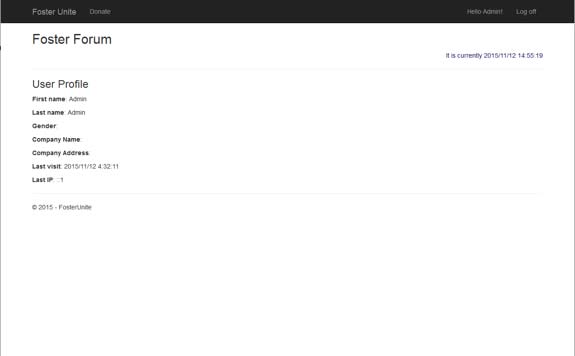 Foster Unite Donate Hello Admin! Log off
Foster Forum
It is currently 2015/11/12 14:55:19
User Profile
First name: Admin
Last name: Admin
Gender:
Company Name:
Company Address:
Last visit: 2015/11/12 4:32:11
Last IP: ::1
© 2015 - FosterUnite